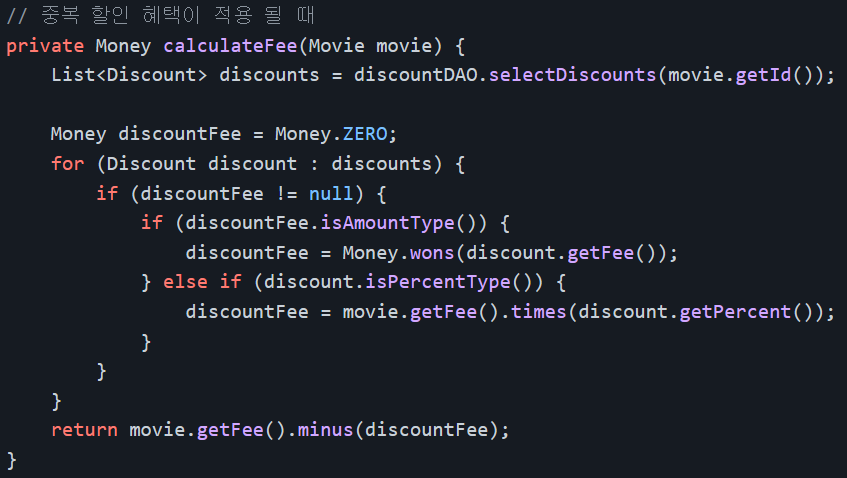 // 중복 할인 혜택이 적용 될 때
private Money calculateFee(Movie movie) {
    List<Discount> discounts = discountDAO.selectDiscounts(movie.getId());

    Money discountFee = Money.ZERO;
    for (Discount discount : discounts) {
        if (discountFee != null) {
            if (discountFee.isAmountType()) {
                discountFee = Money.wons(discount.getFee());
            } else if (discount.isPercentType()) {
                discountFee = movie.getFee().times(discount.getPercent());
            }
        }
    }
    return movie.getFee().minus(discountFee);
}